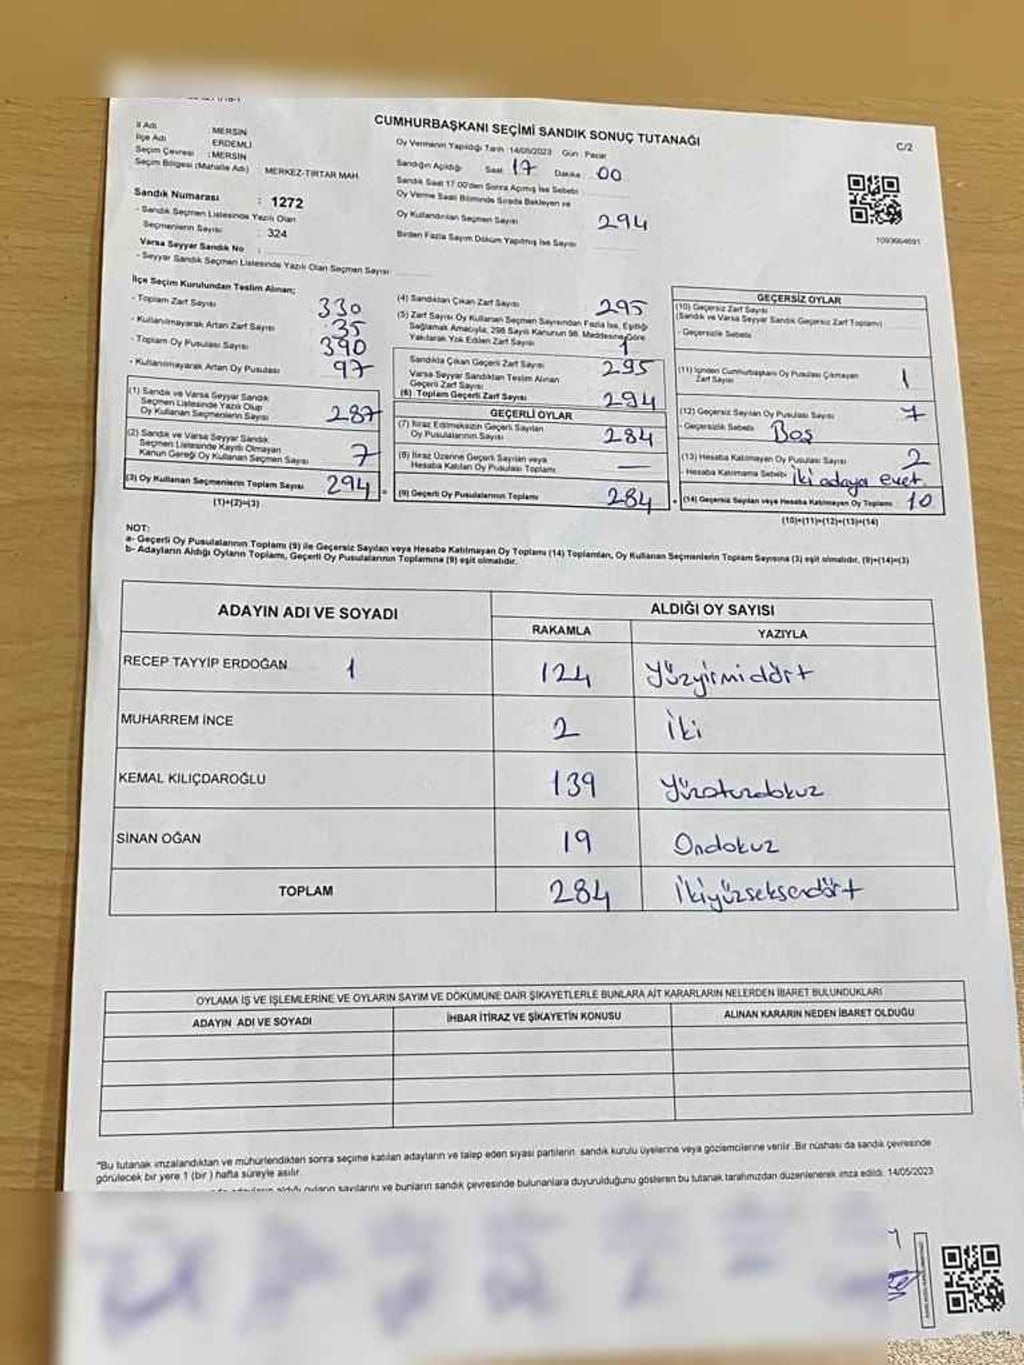 CUMHURBAŞKANI SEÇİMİ SANDIK SONUÇ TUTANAĞI
C/2
İl Adı MERSİN
İlçe Adı ERDEMLİ
Seçim Çevresi : MERSİN
Seçim Bölgesi (Mahalle Adı) MERKEZ-TIRTAR MAH.
Sandık Numarası : 1272
- Sandık Seçmen Listesinde Yazılı Olan
Seçmenlerin Sayısı : 324
Varsa Seyyar Sandık No :
- Seyyar Sandık Seçmen Listesinde Yazılı Olan Seçmen Sayısı
Oy Vermenin Yapıldığı Tarih 14/05/2023 Gün : Pazar
Sandığın Açıldığı Saat 17 Dakika : 00
Sandık Saat 17:00'den Sonra Açılmış İse Sebebi
Oy Verme Saati Bitiminde Sırada Bekleyen ve
Oy Kullandırılan Seçmen Sayısı 294
Birden Fazla Sayım Döküm Yapılmış İse Sayısı
1093664691
İlçe Seçim Kurulundan Teslim Alınan;
- Toplam Zarf Sayısı 330
- Kullanılmayarak Artan Zarf Sayısı 35
- Toplam Oy Pusulası Sayısı 390
- Kullanılmayarak Artan Oy Pusulası 97
(1) Sandık ve Varsa Seyyar Sandık
Seçmen Listesinde Yazılı Olup
Oy Kullanan Seçmenlerin Sayısı 287
(2) Sandık ve Varsa Seyyar Sandık
Seçmen Listesinde Kayıtlı Olmayan
Kanun Gereği Oy Kullanan Seçmen Sayısı 7
(3) Oy Kullanan Seçmenlerin Toplam Sayısı 294
(1)+(2)=(3)
(4) Sandıktan Çıkan Zarf Sayısı 295
(5) Zarf Sayısı Oy Kullanan Seçmen Sayısından Fazla İse, Eşitliği
Sağlamak Amacıyla; 298 Sayılı Kanunun 98. Maddesine Göre
Yakılarak Yok Edilen Zarf Sayısı 1
Sandıkta Çıkan Geçerli Zarf Sayısı 295
Varsa Seyyar Sandıktan Teslim Alınan
Geçerli Zarf Sayısı
(6) Toplam Geçerli Zarf Sayısı 294
GEÇERLİ OYLAR
(7) İtiraz Edilmeksizin Geçerli Sayılan
Oy Pusulalarının Sayısı 284
(8) İtiraz Üzerine Geçerli Sayılan veya
Hesaba Katılan Oy Pusulası Toplamı —
(9) Geçerli Oy Pusulalarının Toplamı 284
GEÇERSİZ OYLAR
(10) Geçersiz Zarf Sayısı
(Sandık ve Varsa Seyyar Sandık Geçersiz Zarf Toplamı)
- Geçersizlik Sebebi
(11) İçinden Cumhurbaşkanı Oy Pusulası Çıkmayan
Zarf Sayısı 1
(12) Geçersiz Sayılan Oy Pusulası Sayısı 7
- Geçersizlik Sebebi Boş
(13) Hesaba Katılmayan Oy Pusulası Sayısı 2
- Hesaba Katılmama Sebebi iki adaya evet
(14) Geçersiz Sayılan veya Hesaba Katılmayan Oy Toplamı 10
(10)+(11)+(12)+(13)=(14)
NOT:
a- Geçerli Oy Pusulalarının Toplamı (9) ile Geçersiz Sayılan veya Hesaba Katılmayan Oy Toplamı (14) Toplamları, Oy Kullanan Seçmenlerin Toplam Sayısına (3) eşit olmalıdır. (9)+(14)=(3)
b- Adayların Aldığı Oyların Toplamı, Geçerli Oy Pusulalarının Toplamına (9) eşit olmalıdır.
ADAYIN ADI VE SOYADI ALDIĞI OY SAYISI
RAKAMLA YAZIYLA
RECEP TAYYİP ERDOĞAN 1 124 Yüzyirmidört
MUHARREM İNCE 2 İki
KEMAL KILIÇDAROĞLU 139 Yüzotuzdokuz
SİNAN OĞAN 19 Ondokuz
TOPLAM 284 İkiyüzseksendört
OYLAMA İŞ VE İŞLEMLERİNE VE OYLARIN SAYIM VE DÖKÜMÜNE DAİR ŞİKAYETLERLE BUNLARA AİT KARARLARIN NELERDEN İBARET BULUNDUKLARI
ADAYIN ADI VE SOYADI İHBAR İTİRAZ VE ŞİKAYETİN KONUSU ALINAN KARARIN NEDEN İBARET OLDUĞU
"Bu tutanak imzalandıktan ve mühürlendikten sonra seçime katılan adayların ve talep eden siyasi partilerin, sandık kurulu üyelerine veya gözlemcilerine verilir. Bir nüshası da sandık çevresinde
görülecek bir yere 1 (bir) hafta süreyle asılır.
aldığı oyların sayılarını ve bunların sandık çevresinde bulunanlara duyurulduğunu gösteren bu tutanak tarafımızdan düzenlenerek imza edildi. 14/05/2023